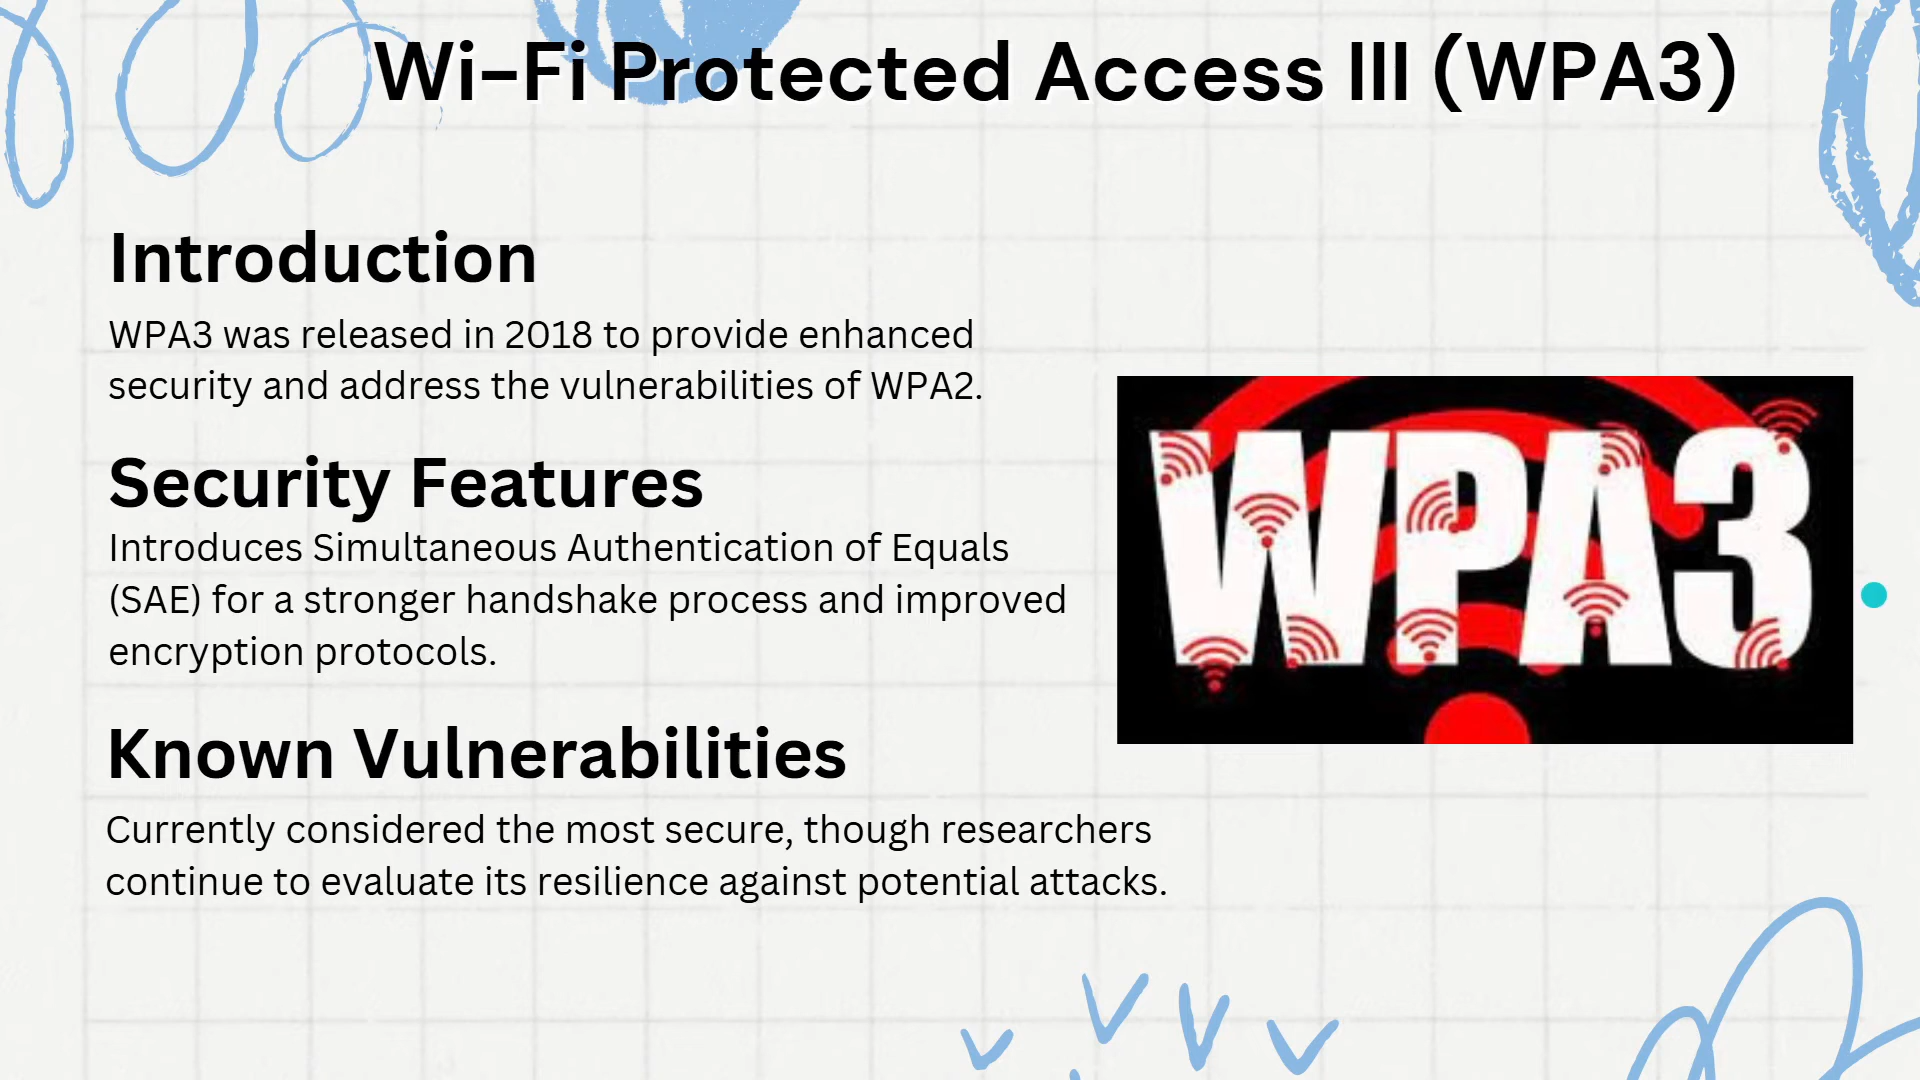 Wi-Fi Protected Access III (WPA3)
Introduction
WPA3 was released in 2018 to provide enhanced
security and address the vulnerabilities of WPA2.
Security Features
Introduces Simultaneous Authentication of Equals
(SAE) for a stronger handshake process and improved
encryption protocols.
WPA3
Known Vulnerabilities
Currently considered the most secure, though researchers
continue to evaluate its resilience against potential attacks.